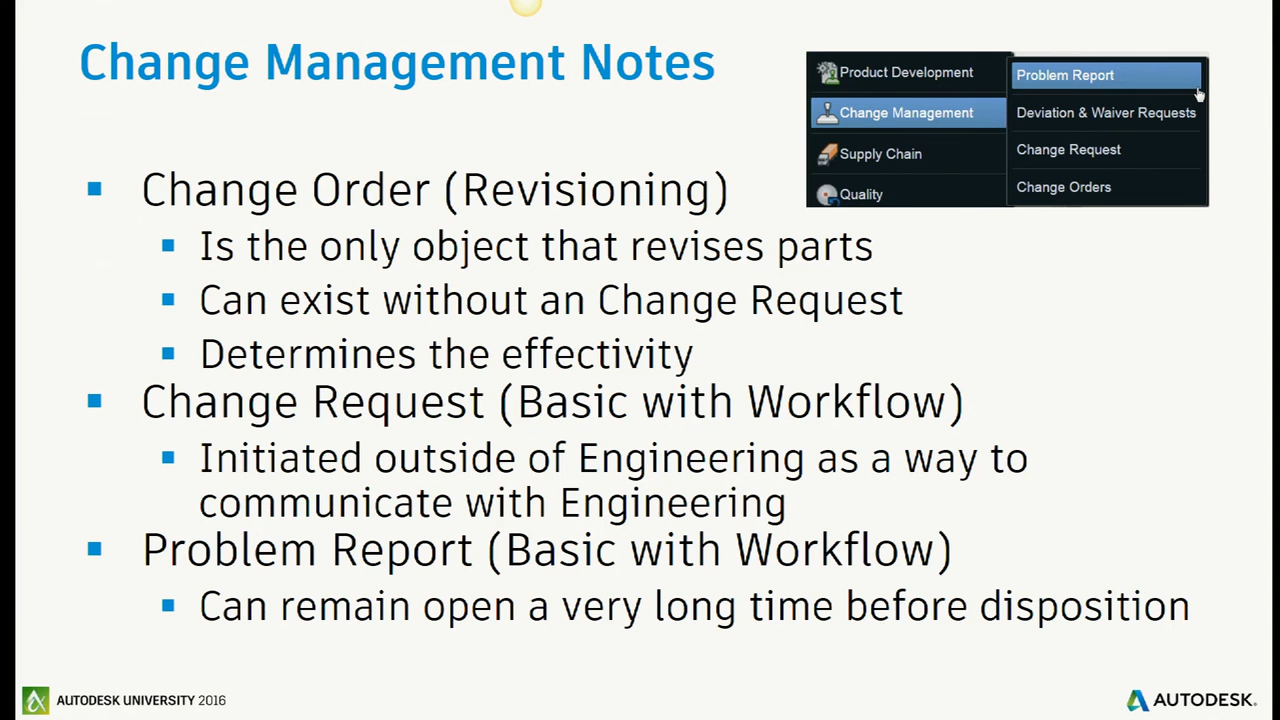 Change Management Notes
Product Development
Change Management
Supply Chain
Quality
Problem Report
Deviation & Waiver Requests
Change Request
Change Orders
Change Order (Revisioning)
Is the only object that revises parts
Can exist without an Change Request
Determines the effectivity
Change Request (Basic with Workflow)
Initiated outside of Engineering as a way to
communicate with Engineering
Problem Report (Basic with Workflow)
Can remain open a very long time before disposition
AUTODESK UNIVERSITY 2016
AUTODESK.